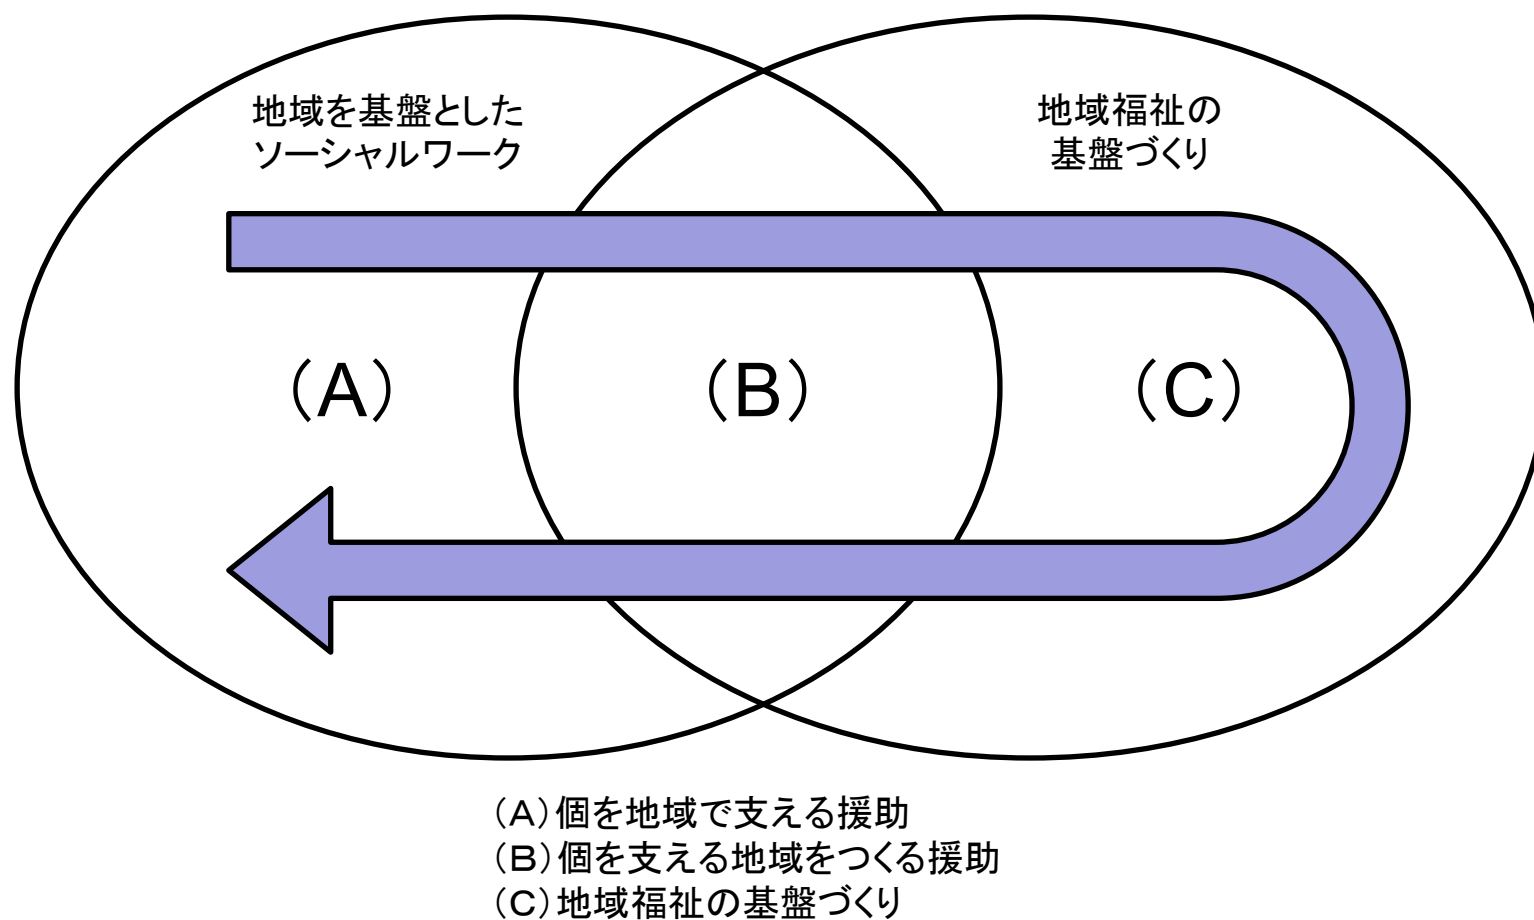 地域を基盤とした
ソーシャルワーク
地域福祉の
基盤づくり
（A）
（B）
（C）
（A）個を地域で支える援助
（B）個を支える地域をつくる援助
（C）地域福祉の基盤づくり